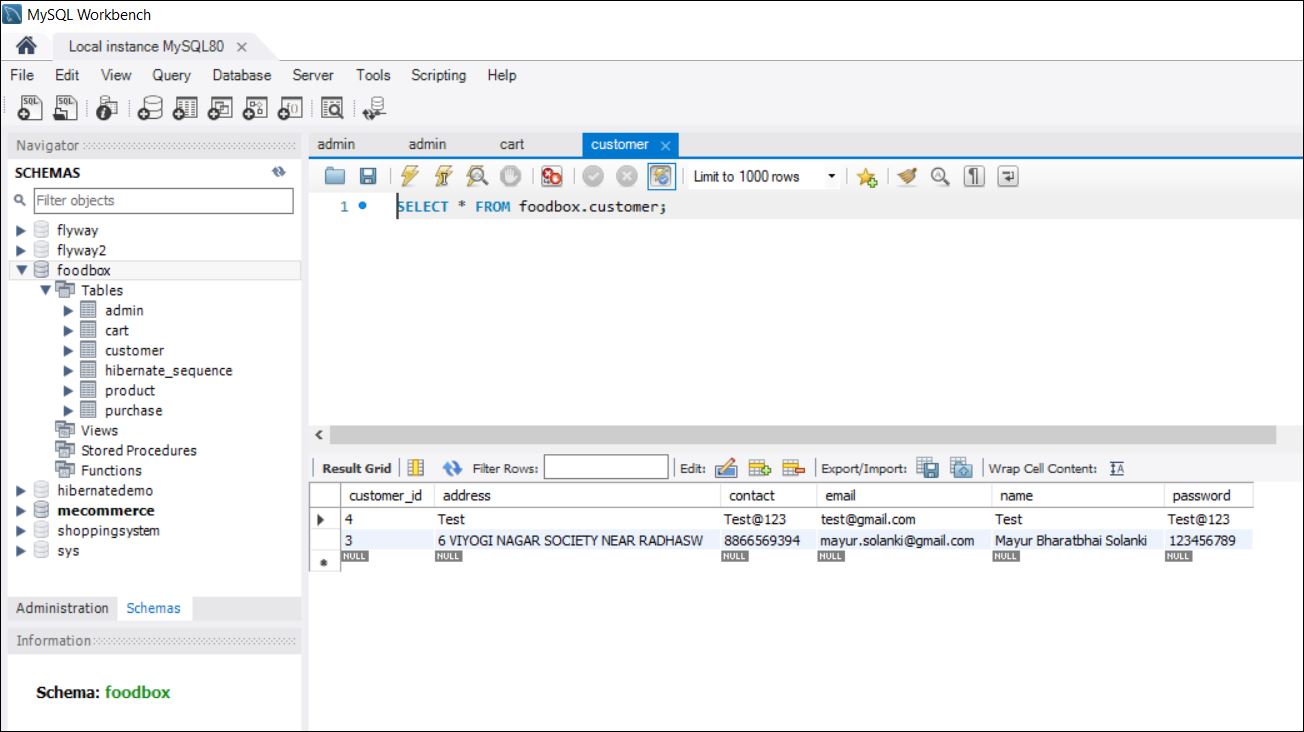 MySQL Workbench
Local instance MySQL80
File Edit View Query Database Server Tools Scripting Help
SQL SQL
Navigator
SCHEMAS
Filter objects
flyway
flyway2
foodbox
Tables
admin
cart
customer
hibernate_sequence
product
purchase
Views
Stored Procedures
Functions
hibernatedemo
mecommerce
shoppingsystem
sys
Administration Schemas
Information
Schema: foodbox
admin admin cart customer
Limit to 1000 rows
1 SELECT * FROM foodbox.customer;
Result Grid Filter Rows: Edit: Export/Import: Wrap Cell Content:
customer_id address contact email name password
4 Test Test@123 test@gmail.com Test Test@123
3 6 VIYOGI NAGAR SOCIETY NEAR RADHASW 8866569394 mayur.solanki@gmail.com Mayur Bharatbhai Solanki 123456789
NULL NULL NULL NULL NULL NULL